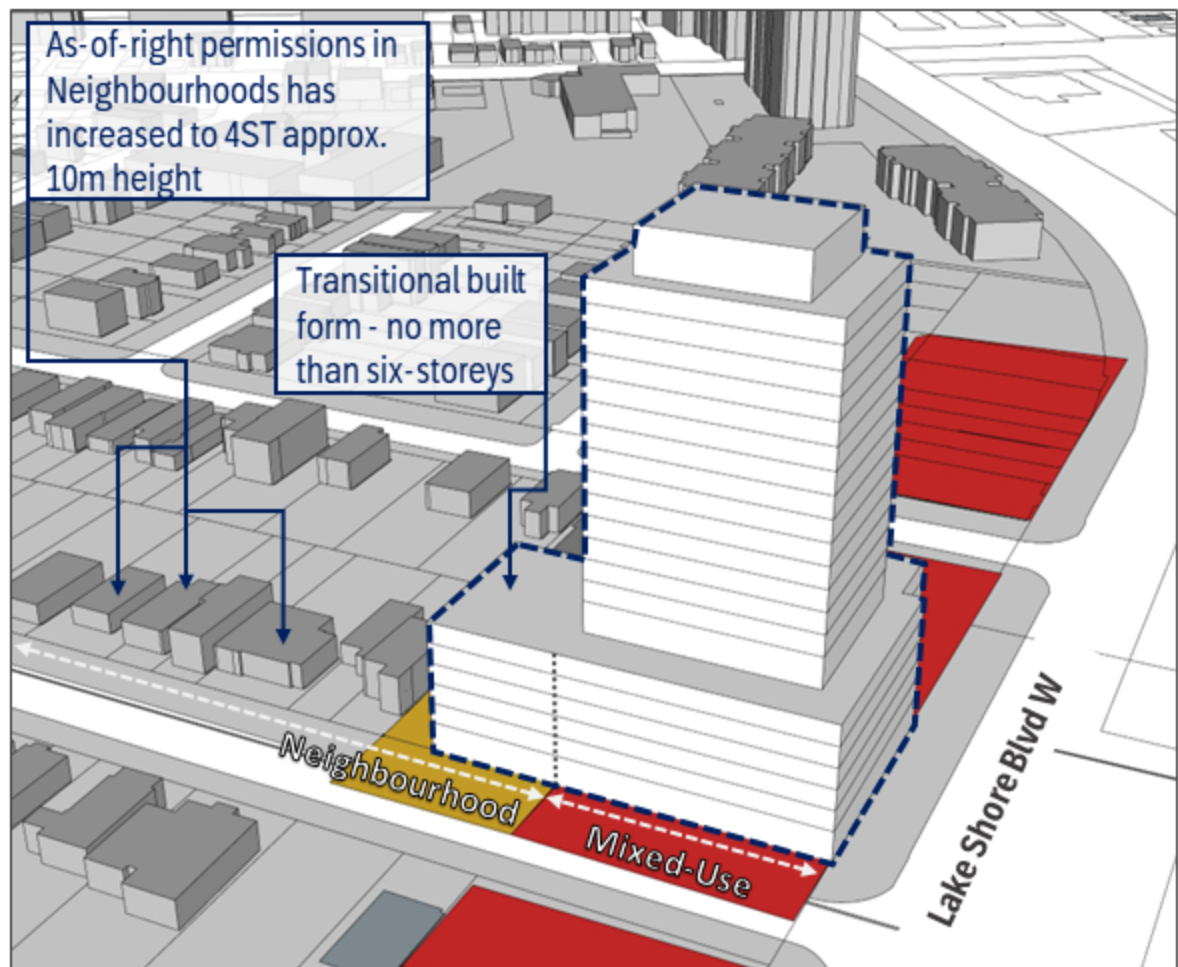 As-of-right permissions in
Neighbourhoods has
increased to 4ST approx.
10m height
Transitional built
form - no more
than six-storeys
Neighbourhood
Mixed-Use
Lake Shore Blvd W